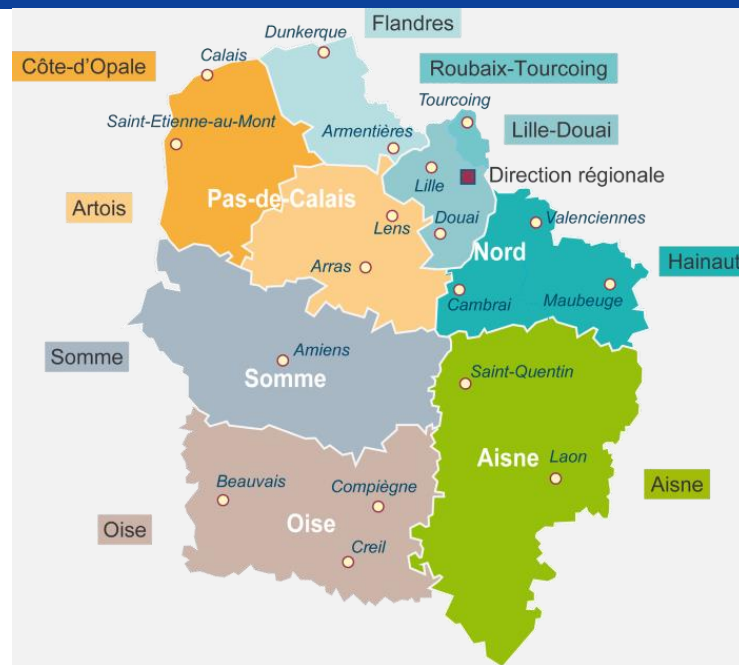 Flandres
Dunkerque
Côte-d'Opale
Calais
Roubaix-Tourcoing
Tourcoing
Saint-Etienne-au-Mont
Armentières
Lille-Douai
Lille
Direction régionale
Pas-de-Calais
Artois
Lens
Douai
Valenciennes
Nord
Hainaut
Arras
Cambrai
Maubeuge
Somme
Amiens
Somme
Saint-Quentin
Aisne
Laon
Beauvais
Compiègne
Aisne
Oise
Oise
Creil